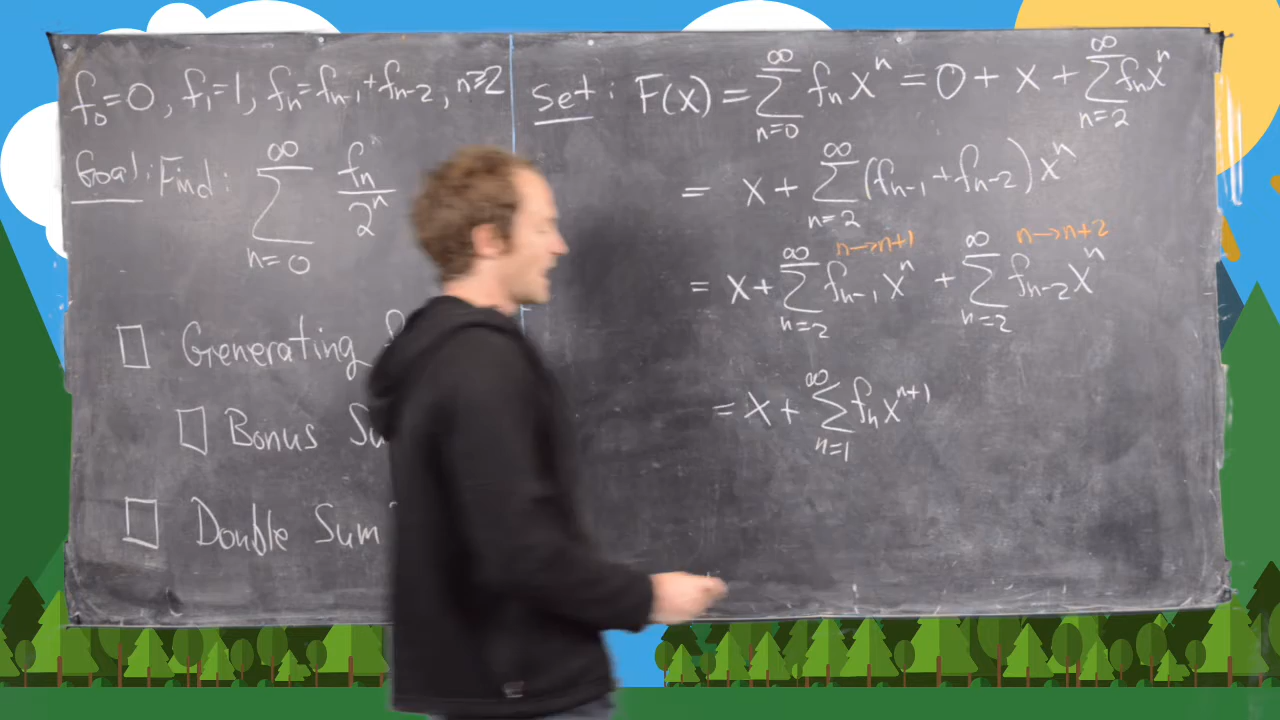 f₀=0, f₁=1, fₙ=fₙ₋₁+fₙ₋₂, n≥2
Goal: Find: ∞∑n=0 fₙ/2ⁿ
□ Generating
□ Bonus
□ Double Sum
Set: F(x) = ∞∑n=0 fₙxⁿ = 0 + x + ∞∑n=2 fₙxⁿ
= x + ∞∑n=2 (fₙ₋₁+fₙ₋₂)xⁿ
n→n+1 n→n+2
= x + ∞∑n=2 fₙ₋₁xⁿ + ∞∑n=2 fₙ₋₂xⁿ
= x + ∞∑n=1 fₙxⁿ⁺¹